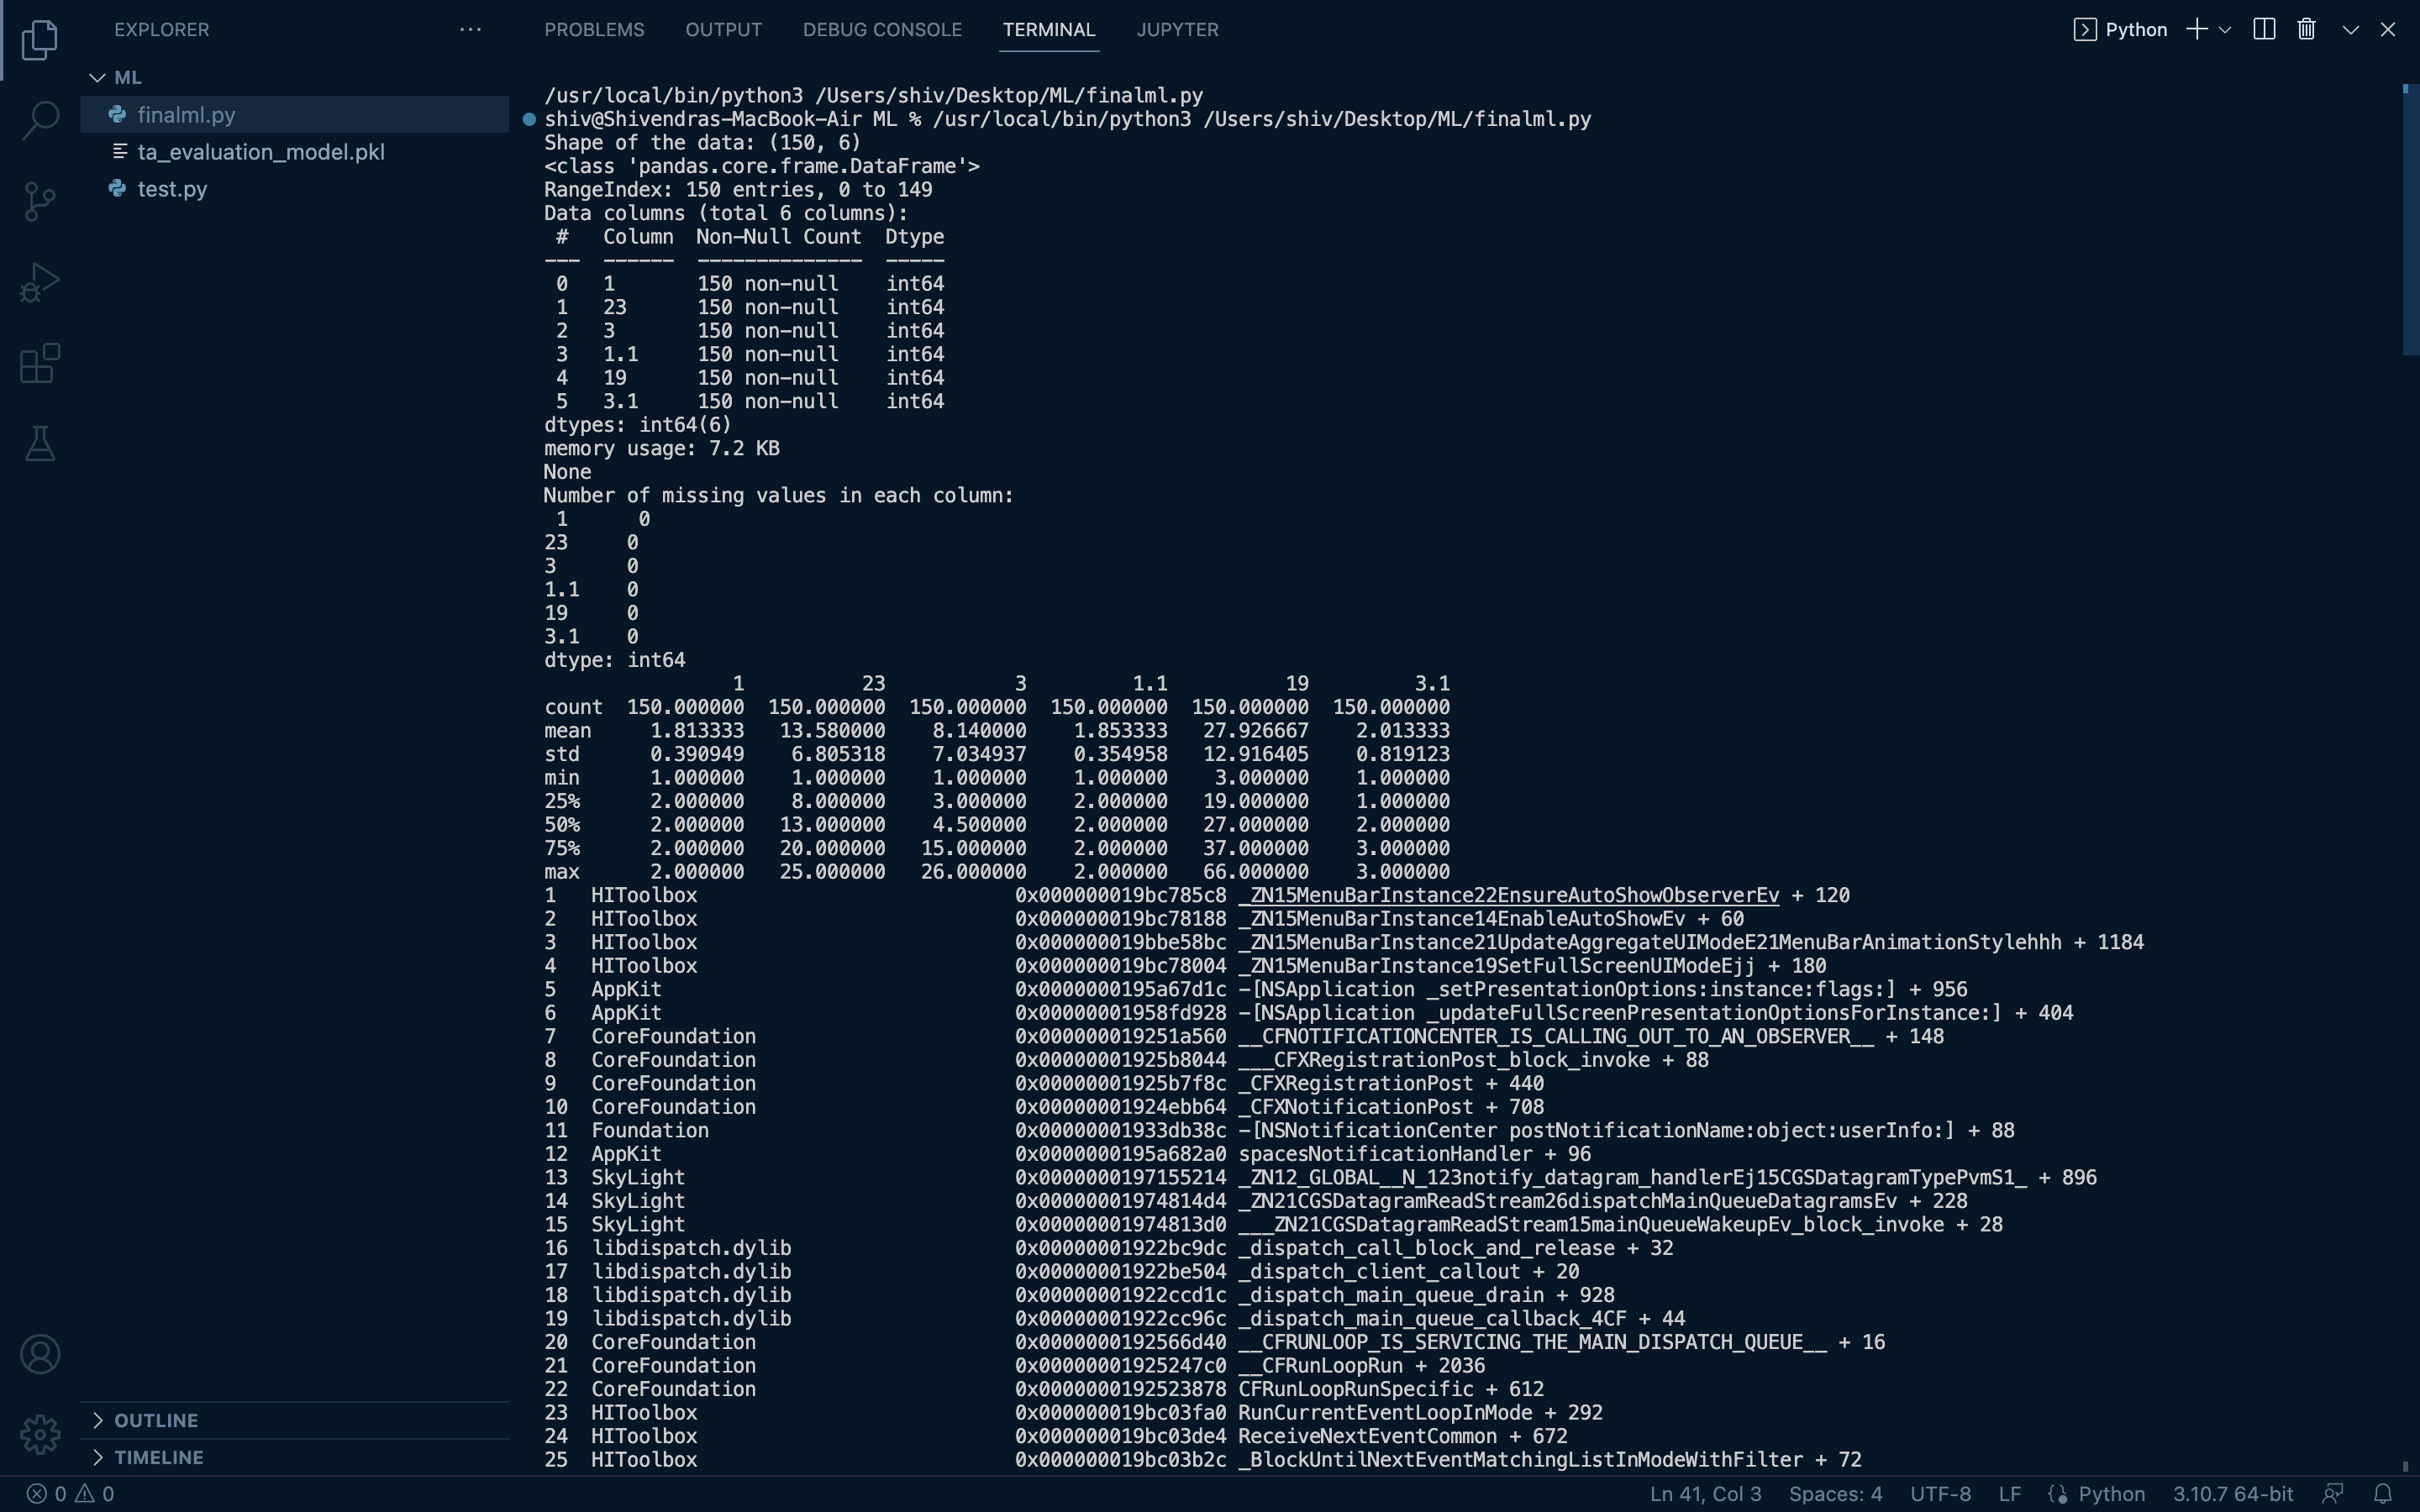 EXPLORER
ML
finalml.py
ta_evaluation_model.pkl
test.py
OUTLINE
TIMELINE
PROBLEMS OUTPUT DEBUG CONSOLE TERMINAL JUPYTER
Python
/usr/local/bin/python3 /Users/shiv/Desktop/ML/finalml.py
shiv@Shivendras-MacBook-Air ML % /usr/local/bin/python3 /Users/shiv/Desktop/ML/finalml.py
Shape of the data: (150, 6)
<class 'pandas.core.frame.DataFrame'>
RangeIndex: 150 entries, 0 to 149
Data columns (total 6 columns):
 #   Column  Non-Null Count  Dtype
---  ------  --------------  -----
 0   1       150 non-null    int64
 1   23      150 non-null    int64
 2   3       150 non-null    int64
 3   1.1     150 non-null    int64
 4   19      150 non-null    int64
 5   3.1     150 non-null    int64
dtypes: int64(6)
memory usage: 7.2 KB
None
Number of missing values in each column:
 1      0
23     0
3      0
1.1    0
19     0
3.1    0
dtype: int64
                1          23           3         1.1          19         3.1
count  150.000000  150.000000  150.000000  150.000000  150.000000  150.000000
mean     1.813333   13.580000    8.140000    1.853333   27.926667    2.013333
std      0.390949    6.805318    7.034937    0.354958   12.916405    0.819123
min      1.000000    1.000000    1.000000    1.000000    3.000000    1.000000
25%      2.000000    8.000000    3.000000    2.000000   19.000000    1.000000
50%      2.000000   13.000000    4.500000    2.000000   27.000000    2.000000
75%      2.000000   20.000000   15.000000    2.000000   37.000000    3.000000
max      2.000000   25.000000   26.000000    2.000000   66.000000    3.000000
1   HIToolbox                           0x000000019bc785c8 _ZN15MenuBarInstance22EnsureAutoShowObserverEv + 120
2   HIToolbox                           0x000000019bc78188 _ZN15MenuBarInstance14EnableAutoShowEv + 60
3   HIToolbox                           0x000000019bbe58bc _ZN15MenuBarInstance21UpdateAggregateUIModeE21MenuBarAnimationStylehhh + 1184
4   HIToolbox                           0x000000019bc78004 _ZN15MenuBarInstance19SetFullScreenUIModeEjj + 180
5   AppKit                              0x0000000195a67d1c -[NSApplication _setPresentationOptions:instance:flags:] + 956
6   AppKit                              0x00000001958fd928 -[NSApplication _updateFullScreenPresentationOptionsForInstance:] + 404
7   CoreFoundation                      0x000000019251a560 __CFNOTIFICATIONCENTER_IS_CALLING_OUT_TO_AN_OBSERVER__ + 148
8   CoreFoundation                      0x00000001925b8044 ___CFXRegistrationPost_block_invoke + 88
9   CoreFoundation                      0x00000001925b7f8c _CFXRegistrationPost + 440
10  CoreFoundation                      0x00000001924ebb64 _CFXNotificationPost + 708
11  Foundation                          0x00000001933db38c -[NSNotificationCenter postNotificationName:object:userInfo:] + 88
12  AppKit                              0x0000000195a682a0 spacesNotificationHandler + 96
13  SkyLight                            0x0000000197155214 _ZN12_GLOBAL__N_123notify_datagram_handlerEj15CGSDatagramTypePvmS1_ + 896
14  SkyLight                            0x00000001974814d4 _ZN21CGSDatagramReadStream26dispatchMainQueueDatagramsEv + 228
15  SkyLight                            0x00000001974813d0 ___ZN21CGSDatagramReadStream15mainQueueWakeupEv_block_invoke + 28
16  libdispatch.dylib                   0x00000001922bc9dc _dispatch_call_block_and_release + 32
17  libdispatch.dylib                   0x00000001922be504 _dispatch_client_callout + 20
18  libdispatch.dylib                   0x00000001922ccd1c _dispatch_main_queue_drain + 928
19  libdispatch.dylib                   0x00000001922cc96c _dispatch_main_queue_callback_4CF + 44
20  CoreFoundation                      0x0000000192566d40 __CFRUNLOOP_IS_SERVICING_THE_MAIN_DISPATCH_QUEUE__ + 16
21  CoreFoundation                      0x00000001925247c0 __CFRunLoopRun + 2036
22  CoreFoundation                      0x0000000192523878 CFRunLoopRunSpecific + 612
23  HIToolbox                           0x000000019bc03fa0 RunCurrentEventLoopInMode + 292
24  HIToolbox                           0x000000019bc03de4 ReceiveNextEventCommon + 672
25  HIToolbox                           0x000000019bc03b2c _BlockUntilNextEventMatchingListInModeWithFilter + 72
0 0
Ln 41, Col 3 Spaces: 4 UTF-8 LF Python 3.10.7 64-bit